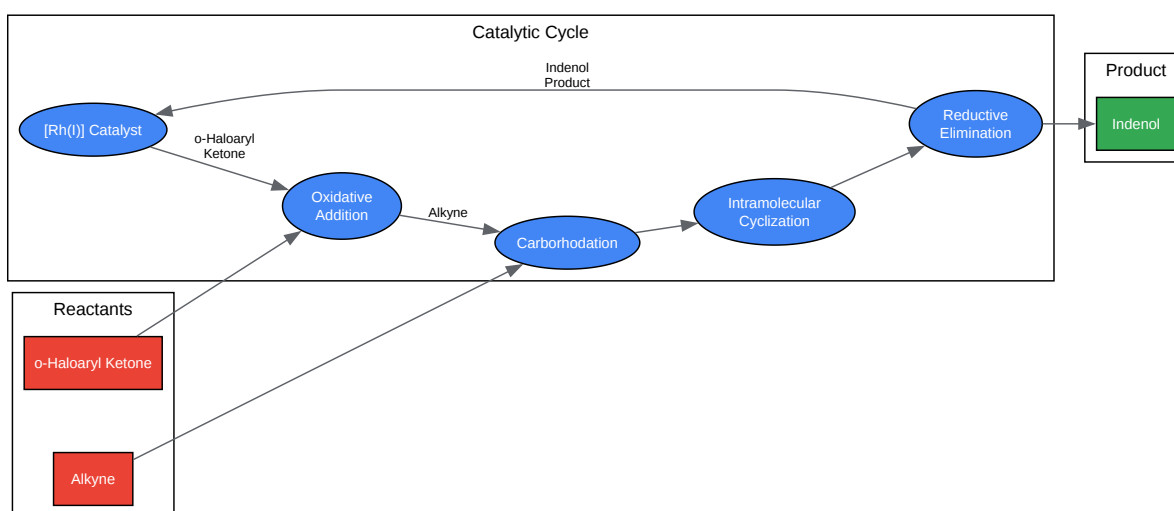 Catalytic Cycle
Indenol
Product
[Rh(I)] Catalyst
o-Haloaryl
Ketone
Oxidative
Addition
Alkyne
Carborhodation
Intramolecular
Cyclization
Reductive
Elimination
Product
Indenol
Reactants
o-Haloaryl Ketone
Alkyne